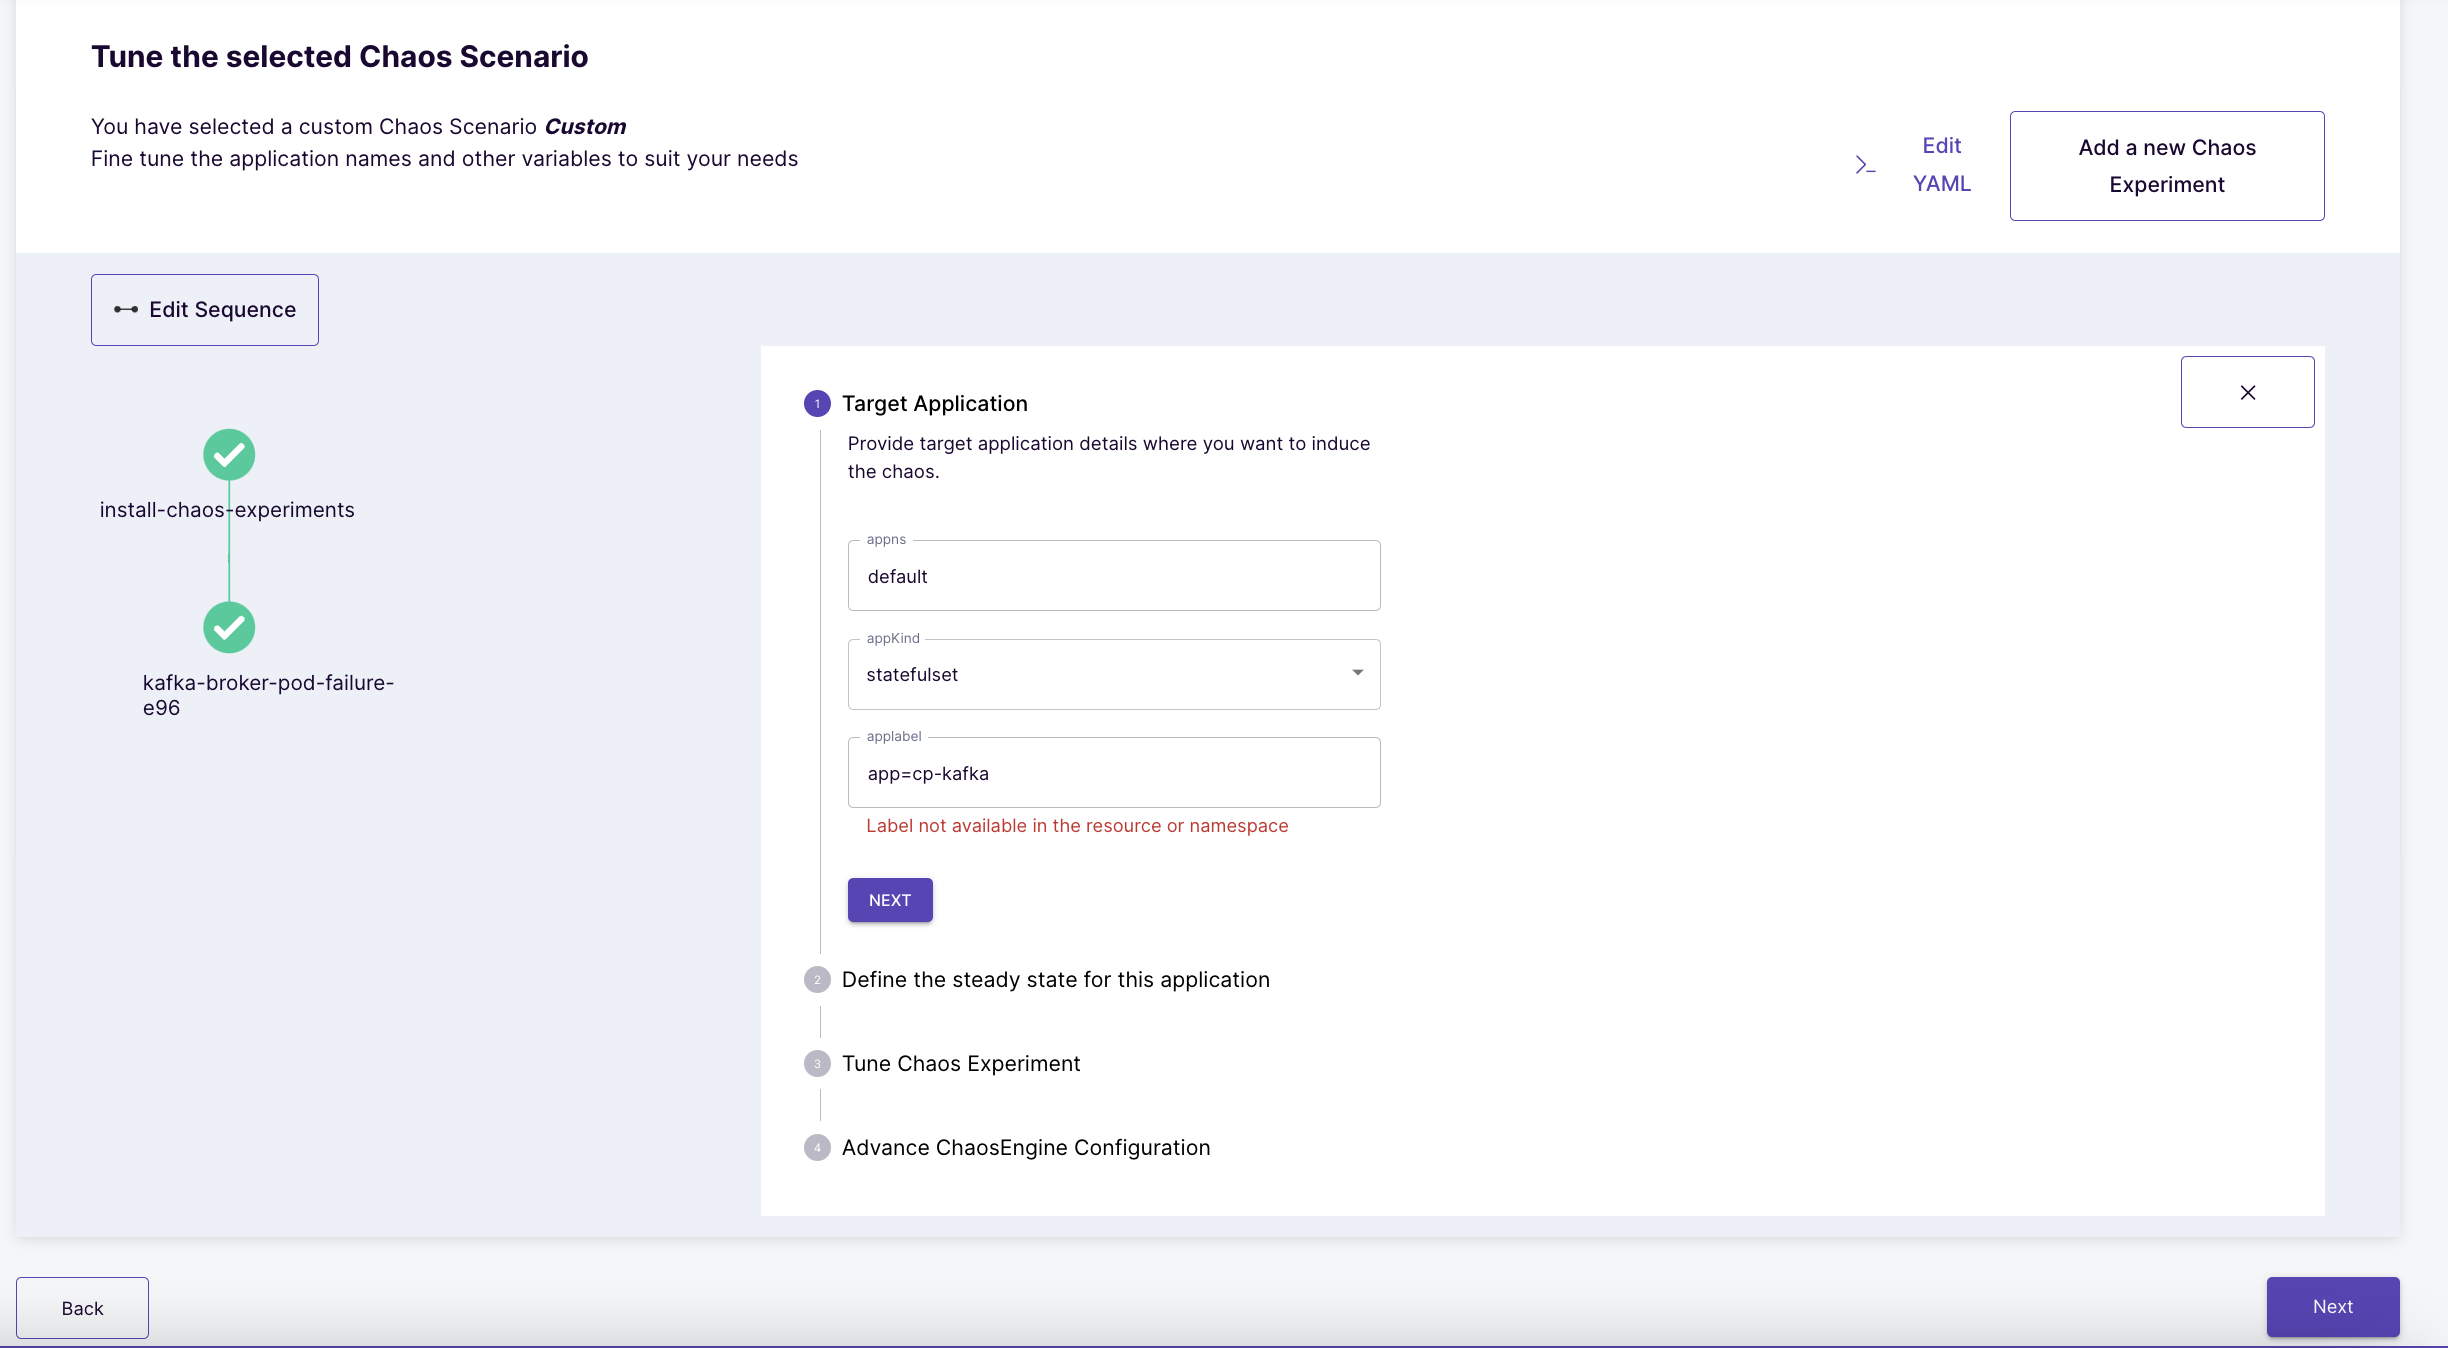 Tune the selected Chaos Scenario
You have selected a custom Chaos Scenario Custom
Fine tune the application names and other variables to suit your needs
>_
Edit
YAML
Add a new Chaos
Experiment
Edit Sequence
install-chaos-experiments
kafka-broker-pod-failure-
e96
1 Target Application
Provide target application details where you want to induce
the chaos.
appns
default
appKind
statefulset
applabel
app=cp-kafka
Label not available in the resource or namespace
NEXT
2 Define the steady state for this application
3 Tune Chaos Experiment
4 Advance ChaosEngine Configuration
Back
Next